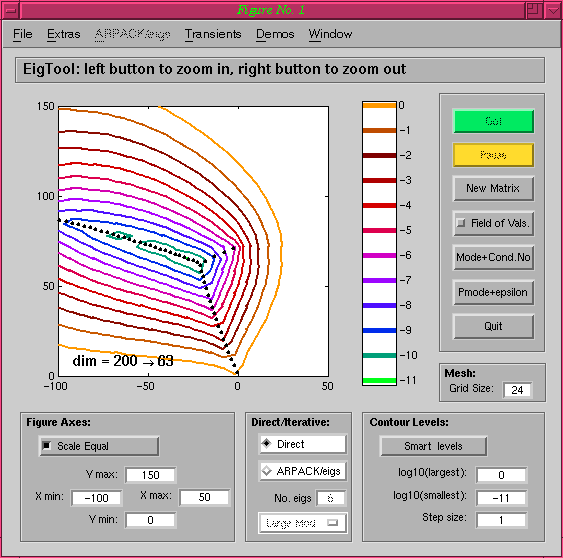 Figure No. 1
File Extras ARPACK/eigs Transients Demos Window
EigTool: left button to zoom in, right button to zoom out
150
100
50
0
-100 -50 0 50
dim = 200 → 63
0
-1
-2
-3
-4
-5
-6
-7
-8
-9
-10
-11
Go!
Pause
New Matrix
Field of Vals.
Mode+Cond.No
Pmode+epsilon
Quit
Mesh:
Grid Size: 24
Figure Axes:
Scale Equal
Y max: 150
X min: -100 X max: 50
Y min: 0
Direct/Iterative:
Direct
ARPACK/eigs
No. eigs 6
Large Mod
Contour Levels:
Smart levels
log10(largest): 0
log10(smallest): -11
Step size: 1